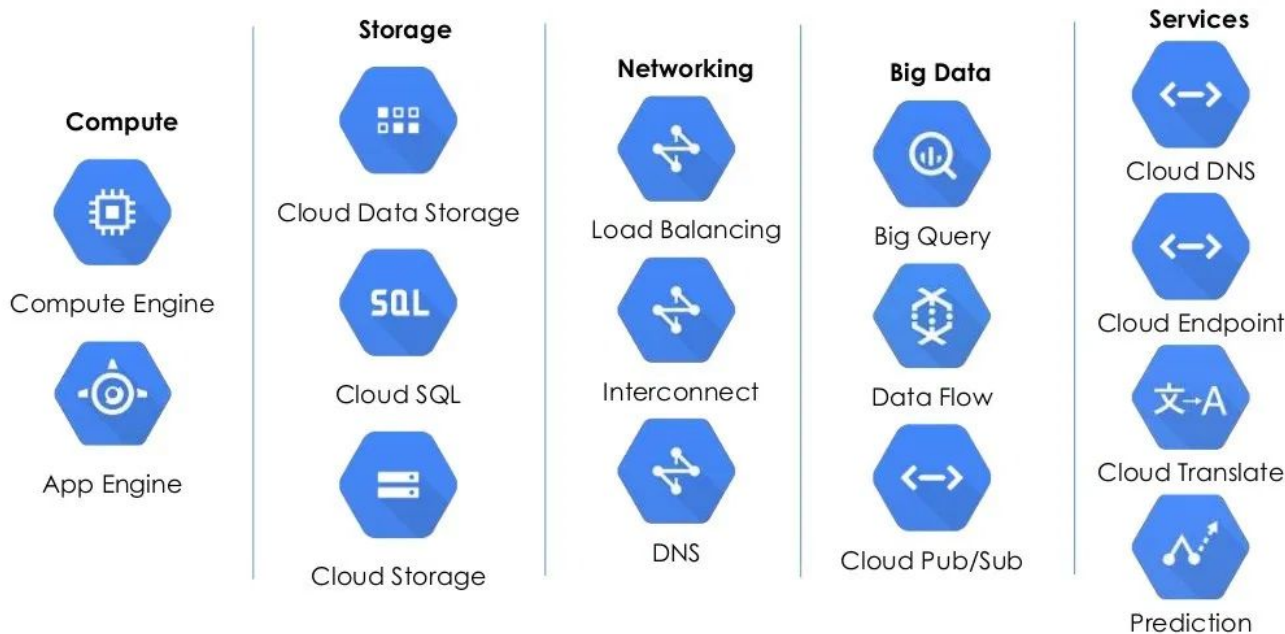 Compute
Compute Engine
App Engine
Storage
Cloud Data Storage
SQL
Cloud SQL
Cloud Storage
Networking
Load Balancing
Interconnect
DNS
Big Data
Big Query
Data Flow
Cloud Pub/Sub
Services
Cloud DNS
Cloud Endpoint
文→A
Cloud Translate
Prediction